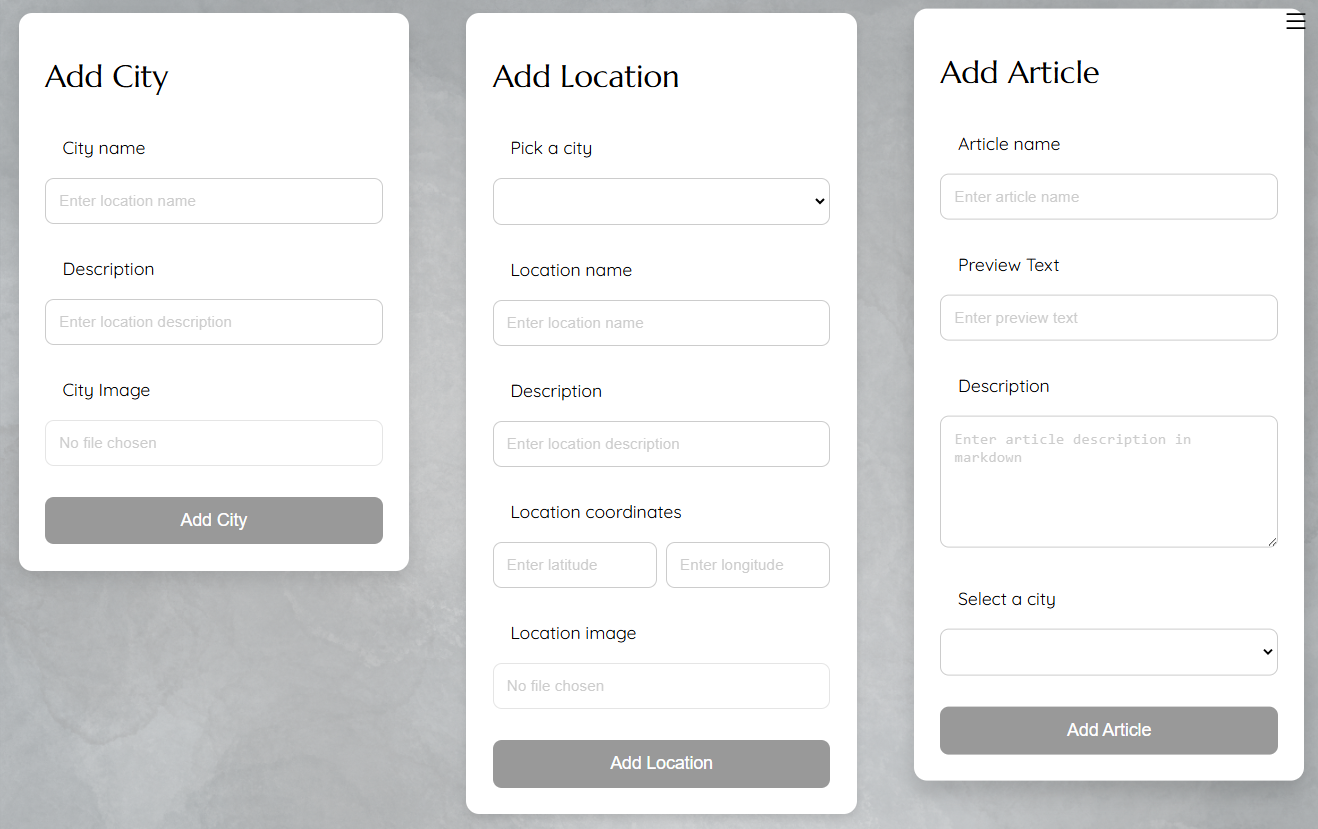 Add City
City name
Enter location name
Description
Enter location description
City Image
No file chosen
Add City
Add Location
Pick a city
Location name
Enter location name
Description
Enter location description
Location coordinates
Enter latitude
Enter longitude
Location image
No file chosen
Add Location
Add Article
Article name
Enter article name
Preview Text
Enter preview text
Description
Enter article description in
markdown
Select a city
Add Article